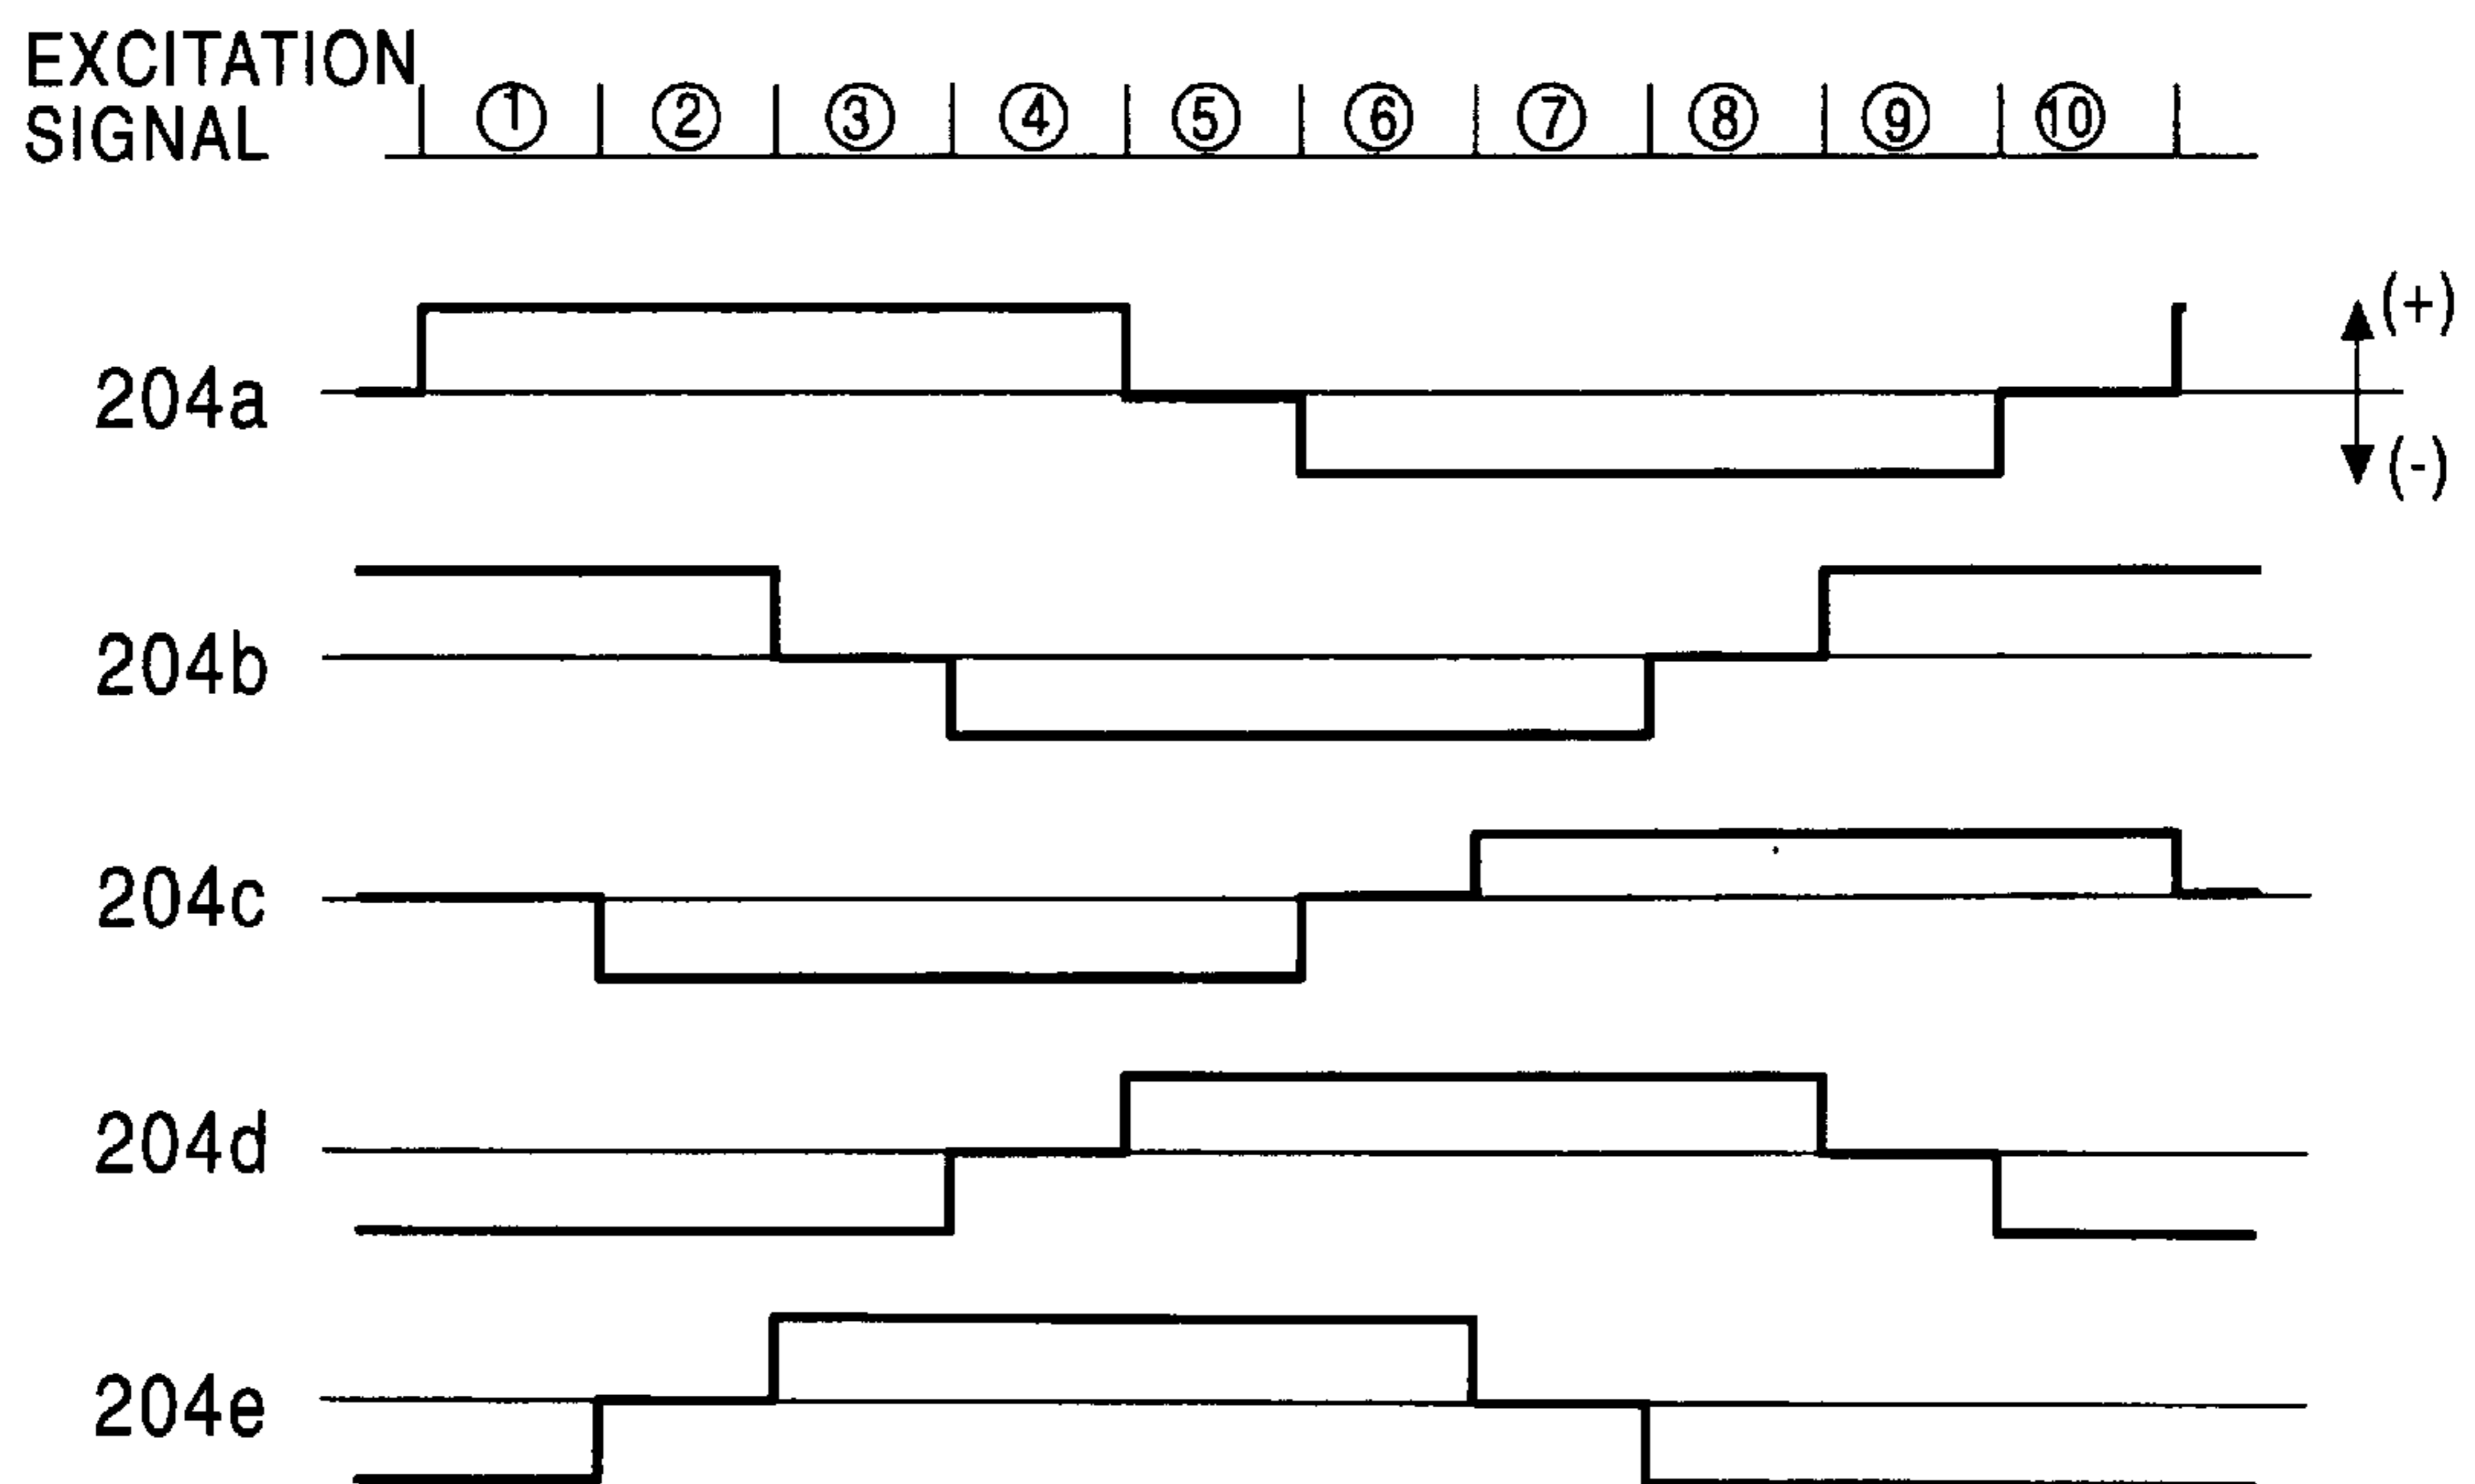 EXCITATION
SIGNAL
① ② ③ ④ ⑤ ⑥ ⑦ ⑧ ⑨ ⑩
204a
(+)
(-)
204b
204c
204d
204e